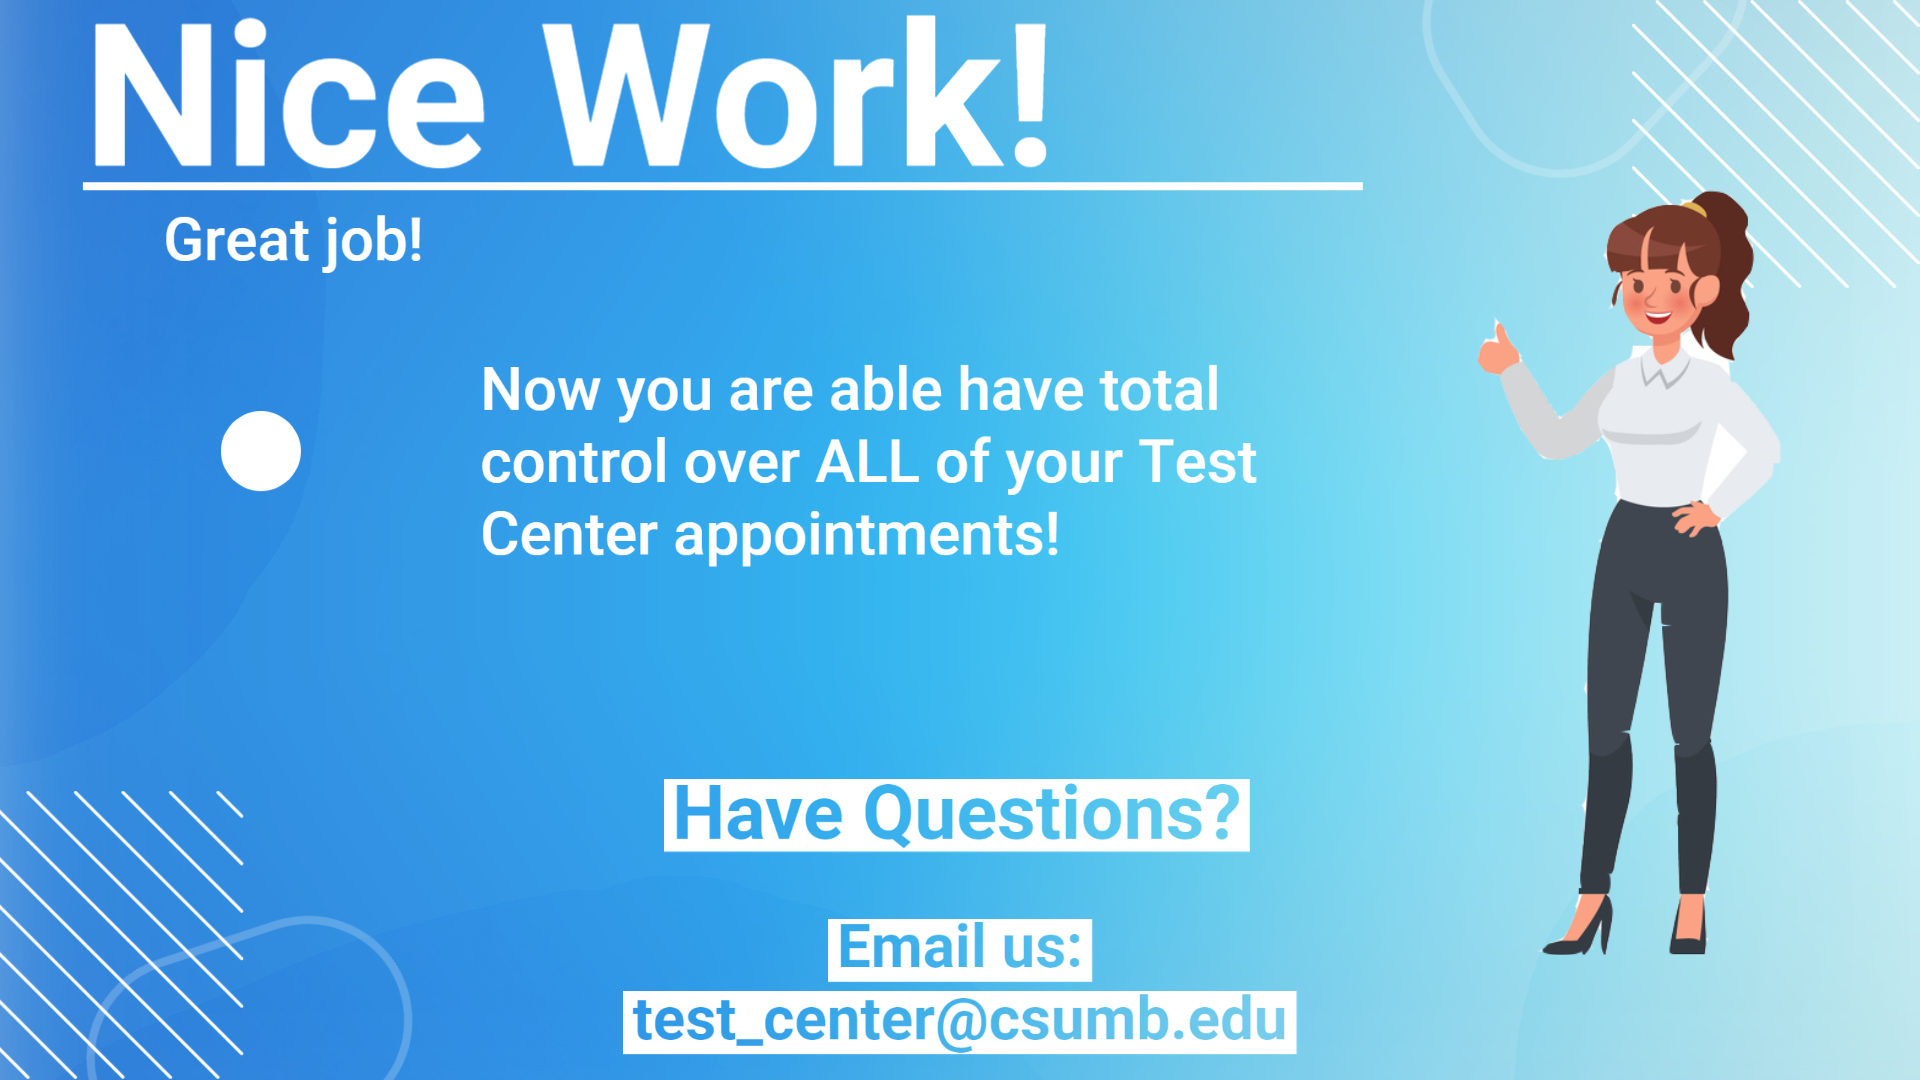 Nice Work!
Great job!
Now you are able have total
control over ALL of your Test
Center appointments!
Have Questions?
Email us:
test_center@csumb.edu